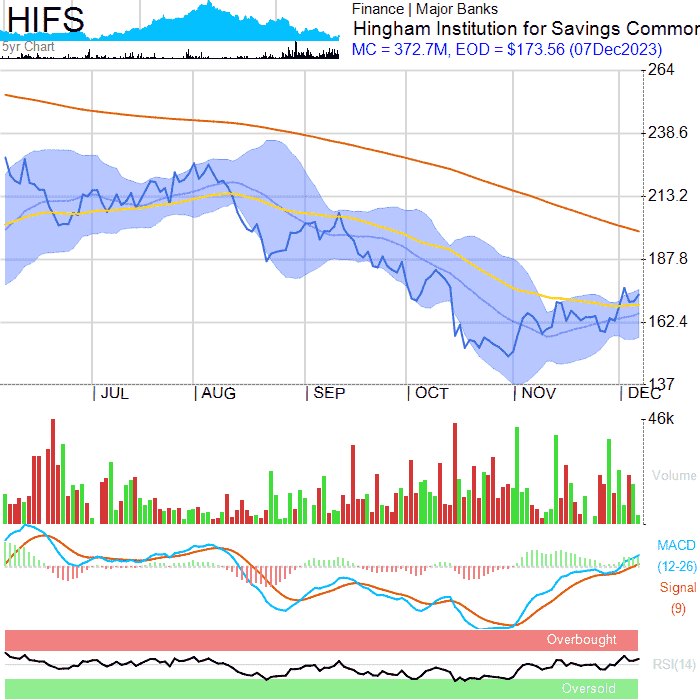 HIFS
5yr Chart
Finance | Major Banks
Hingham Institution for Savings Common
MC = 372.7M, EOD = $173.56 (07Dec2023)
264
238.6
213.2
187.8
162.4
137
JUL AUG SEP OCT NOV DEC
46k
Volume
MACD
(12-26)
Signal
(9)
Overbought
RSI(14)
Oversold